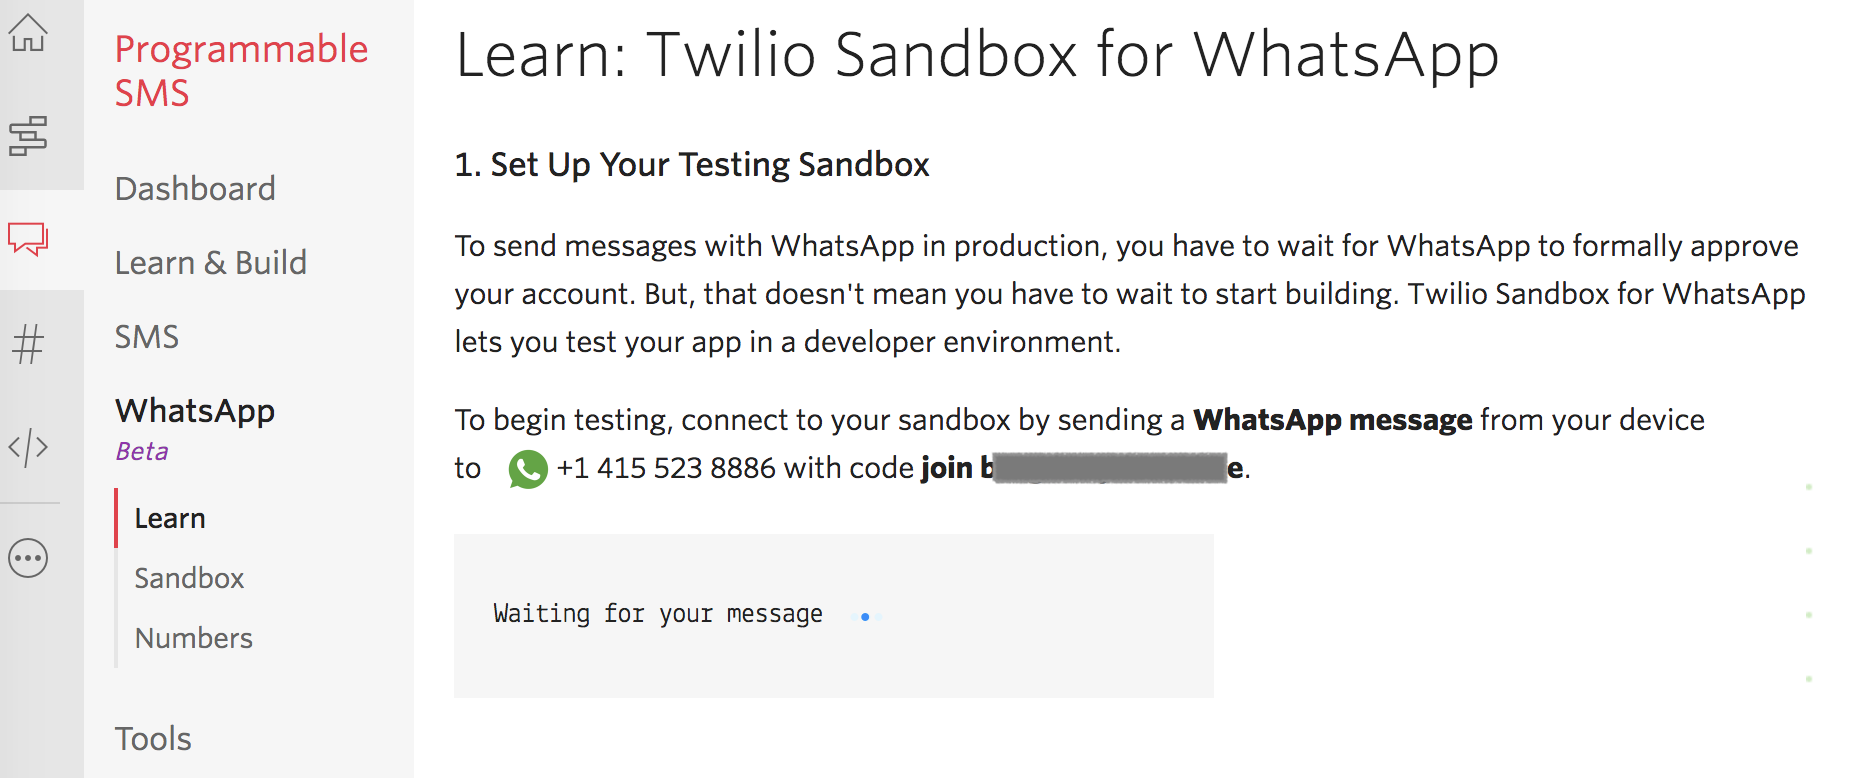 Programmable
SMS
Dashboard
Learn & Build
SMS
WhatsApp
Beta
Learn
Sandbox
Numbers
Tools
Learn: Twilio Sandbox for WhatsApp
1. Set Up Your Testing Sandbox
To send messages with WhatsApp in production, you have to wait for WhatsApp to formally approve
your account. But, that doesn't mean you have to wait to start building. Twilio Sandbox for WhatsApp
lets you test your app in a developer environment.
To begin testing, connect to your sandbox by sending a WhatsApp message from your device
to +1 415 523 8886 with code join
Waiting for your message